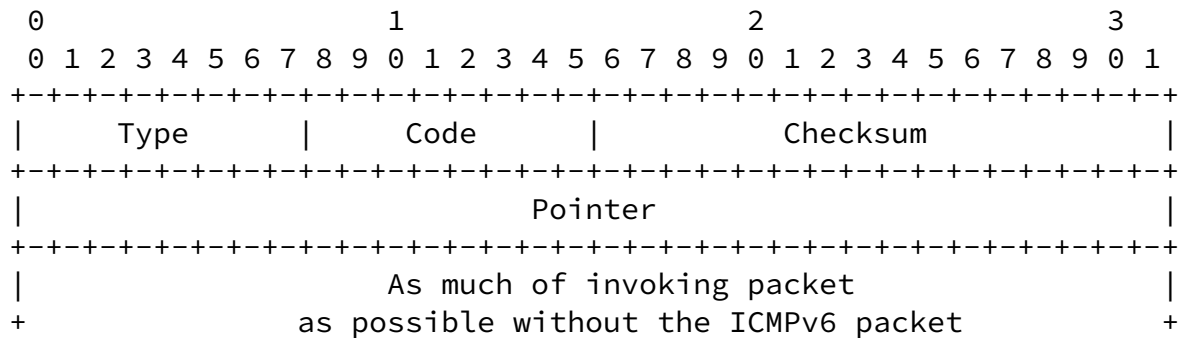 0                   1                   2                   3
 0 1 2 3 4 5 6 7 8 9 0 1 2 3 4 5 6 7 8 9 0 1 2 3 4 5 6 7 8 9 0 1
+-+-+-+-+-+-+-+-+-+-+-+-+-+-+-+-+-+-+-+-+-+-+-+-+-+-+-+-+-+-+-+-+
|     Type      |     Code      |          Checksum             |
+-+-+-+-+-+-+-+-+-+-+-+-+-+-+-+-+-+-+-+-+-+-+-+-+-+-+-+-+-+-+-+-+
|                            Pointer                            |
+-+-+-+-+-+-+-+-+-+-+-+-+-+-+-+-+-+-+-+-+-+-+-+-+-+-+-+-+-+-+-+-+
|                    As much of invoking packet                 |
+               as possible without the ICMPv6 packet           +